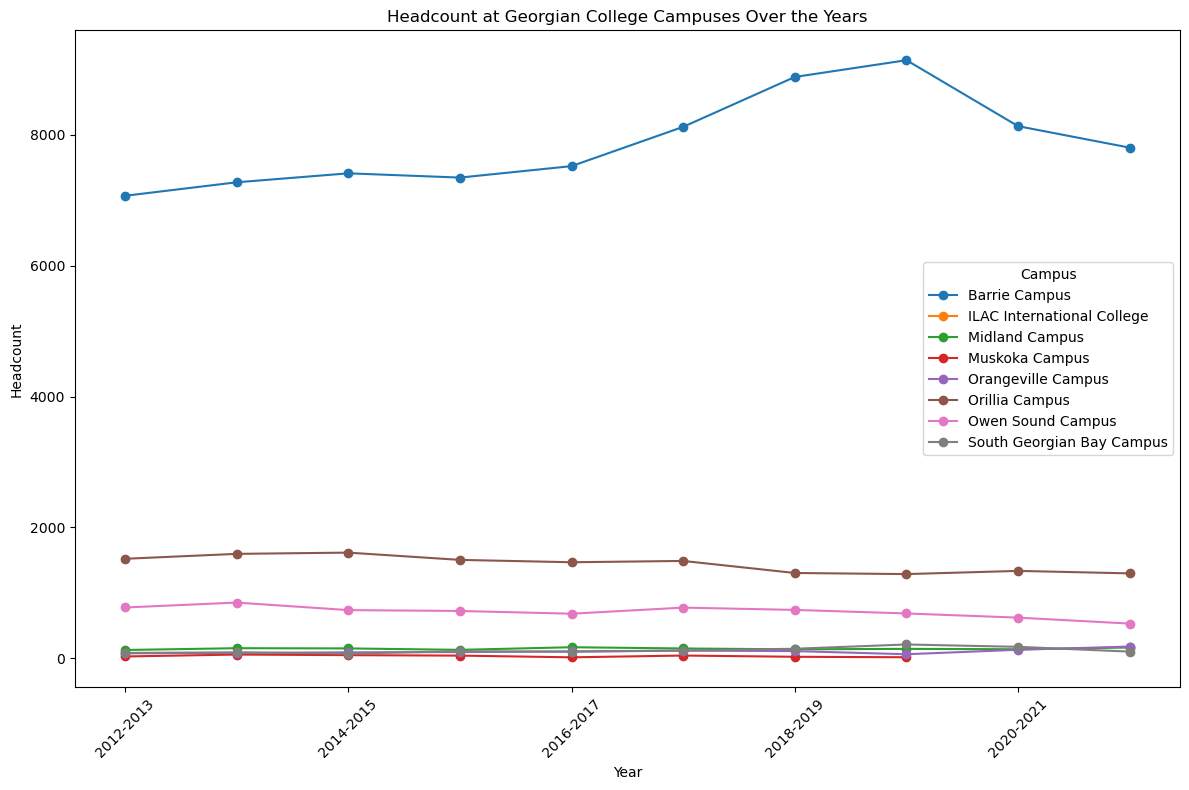 Headcount at Georgian College Campuses Over the Years
Headcount
8000
6000
4000
2000
0
Campus
Barrie Campus
ILAC International College
Midland Campus
Muskoka Campus
Orangeville Campus
Orillia Campus
Owen Sound Campus
South Georgian Bay Campus
2012-2013
2014-2015
2016-2017
2018-2019
2020-2021
Year